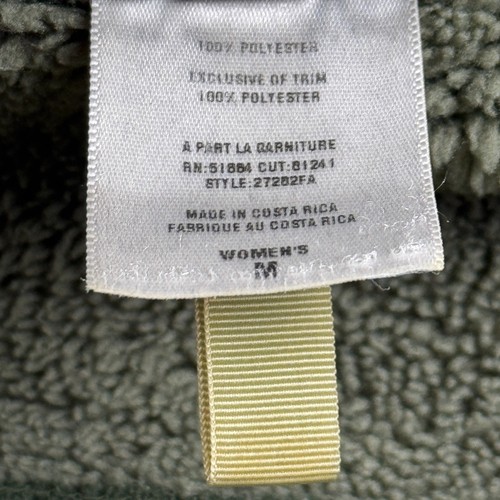 100% POLYESTER
EXCLUSIVE OF TRIM
100% POLYESTER
À PART LA GARNITURE
RN:51884 CUT:81241
STYLE:27282FA
MADE IN COSTA RICA
FABRIQUE AU COSTA RICA
WOMEN'S
M